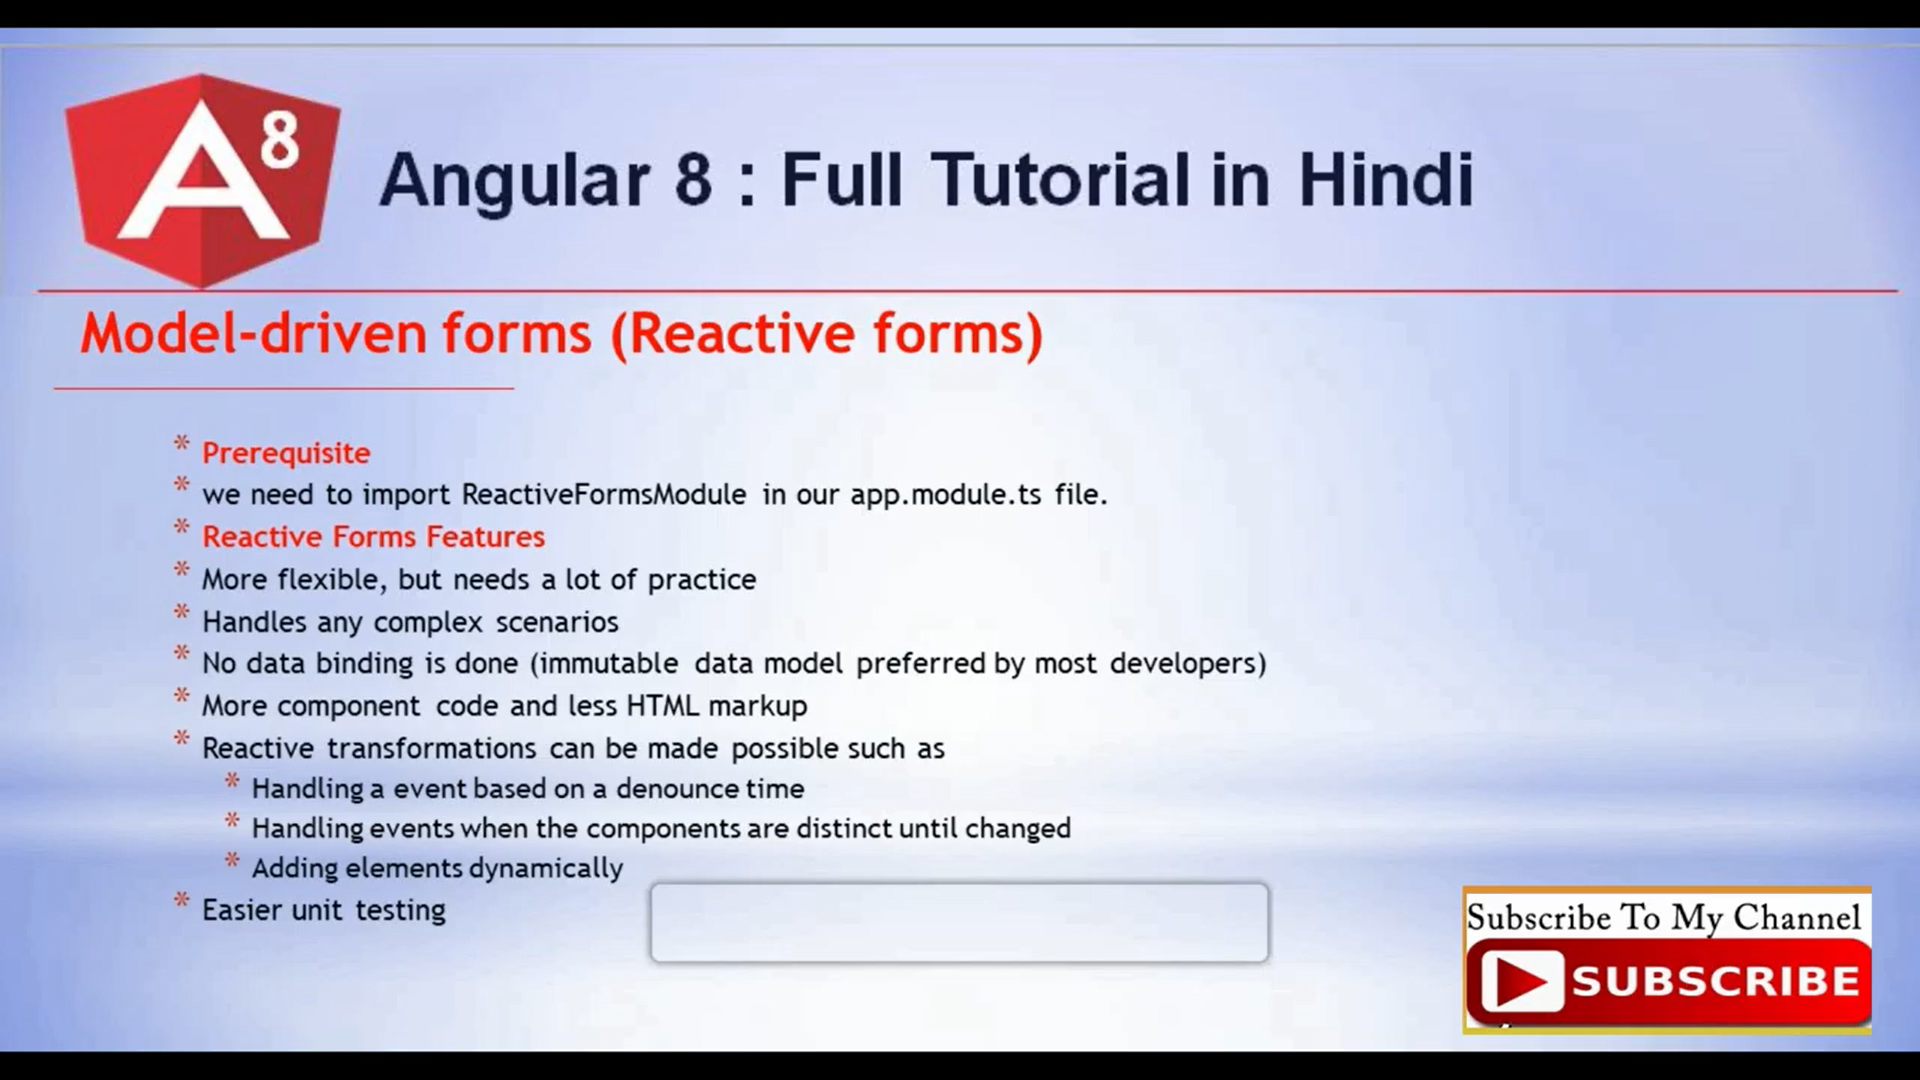 A8
Angular 8 : Full Tutorial in Hindi
Model-driven forms (Reactive forms)
* Prerequisite
* we need to import ReactiveFormsModule in our app.module.ts file.
* Reactive Forms Features
* More flexible, but needs a lot of practice
* Handles any complex scenarios
* No data binding is done (immutable data model preferred by most developers)
* More component code and less HTML markup
* Reactive transformations can be made possible such as
* Handling a event based on a denounce time
* Handling events when the components are distinct until changed
* Adding elements dynamically
* Easier unit testing
Subscribe To My Channel
SUBSCRIBE